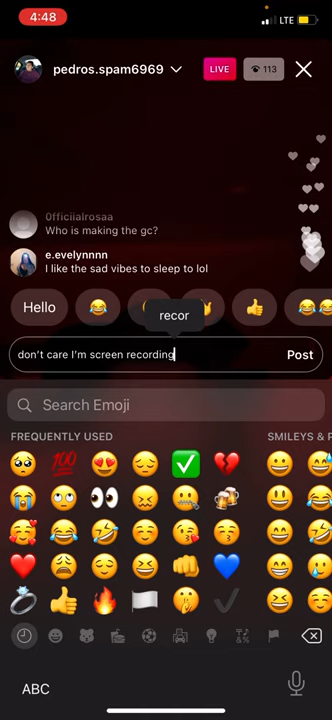 4:48
LTE
pedros.spam6969
LIVE
113
0fficiialrosaa
Who is making the gc?
e.evelynnnn
I like the sad vibes to sleep to lol
Hello
recor
don't care I'm screen recording
Post
Search Emoji
FREQUENTLY USED
SMILEYS & P
ABC